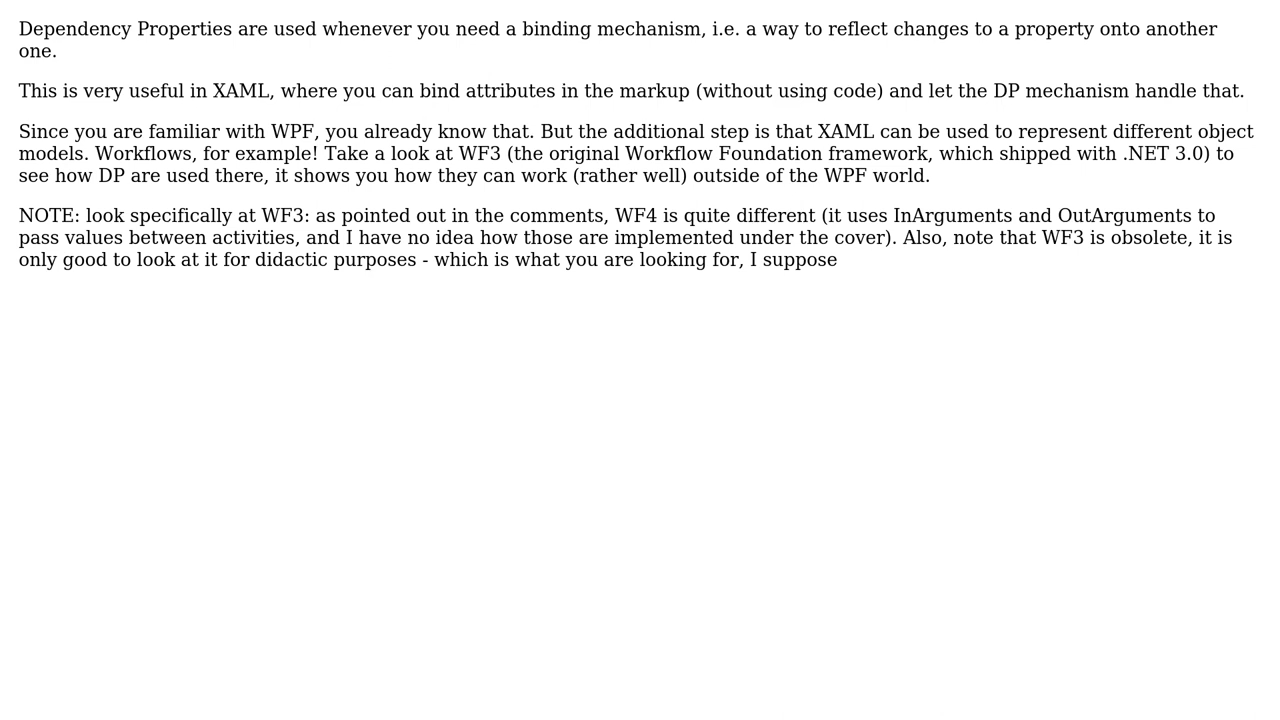 Dependency Properties are used whenever you need a binding mechanism, i.e. a way to reflect changes to a property onto another
one.
This is very useful in XAML, where you can bind attributes in the markup (without using code) and let the DP mechanism handle that.
Since you are familiar with WPF, you already know that. But the additional step is that XAML can be used to represent different object
models. Workflows, for example! Take a look at WF3 (the original Workflow Foundation framework, which shipped with .NET 3.0) to
see how DP are used there, it shows you how they can work (rather well) outside of the WPF world.
NOTE: look specifically at WF3: as pointed out in the comments, WF4 is quite different (it uses InArguments and OutArguments to
pass values between activities, and I have no idea how those are implemented under the cover). Also, note that WF3 is obsolete, it is
only good to look at it for didactic purposes - which is what you are looking for, I suppose